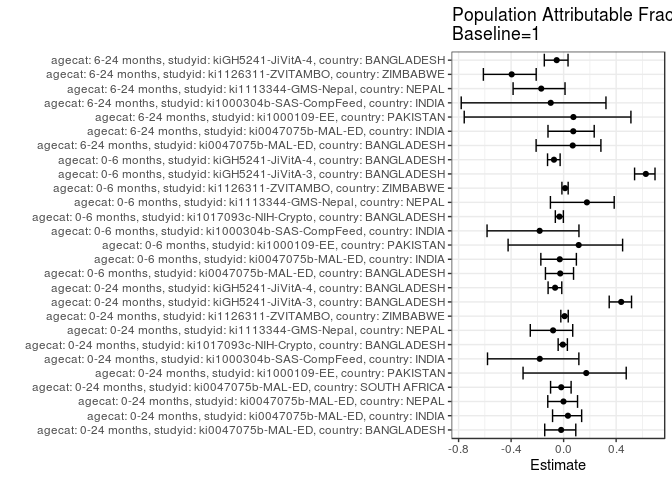 Population Attributable Frac
Baseline=1
agecat: 6-24 months, studyid: kiGH5241-JiVitA-4, country: BANGLADESH
agecat: 6-24 months, studyid: ki1126311-ZVITAMBO, country: ZIMBABWE
agecat: 6-24 months, studyid: ki1113344-GMS-Nepal, country: NEPAL
agecat: 6-24 months, studyid: ki1000304b-SAS-CompFeed, country: INDIA
agecat: 6-24 months, studyid: ki1000109-EE, country: PAKISTAN
agecat: 6-24 months, studyid: ki0047075b-MAL-ED, country: INDIA
agecat: 6-24 months, studyid: ki0047075b-MAL-ED, country: BANGLADESH
agecat: 0-6 months, studyid: kiGH5241-JiVitA-4, country: BANGLADESH
agecat: 0-6 months, studyid: kiGH5241-JiVitA-3, country: BANGLADESH
agecat: 0-6 months, studyid: ki1126311-ZVITAMBO, country: ZIMBABWE
agecat: 0-6 months, studyid: ki1113344-GMS-Nepal, country: NEPAL
agecat: 0-6 months, studyid: ki1017093c-NIH-Crypto, country: BANGLADESH
agecat: 0-6 months, studyid: ki1000304b-SAS-CompFeed, country: INDIA
agecat: 0-6 months, studyid: ki1000109-EE, country: PAKISTAN
agecat: 0-6 months, studyid: ki0047075b-MAL-ED, country: INDIA
agecat: 0-6 months, studyid: ki0047075b-MAL-ED, country: BANGLADESH
agecat: 0-24 months, studyid: kiGH5241-JiVitA-4, country: BANGLADESH
agecat: 0-24 months, studyid: kiGH5241-JiVitA-3, country: BANGLADESH
agecat: 0-24 months, studyid: ki1126311-ZVITAMBO, country: ZIMBABWE
agecat: 0-24 months, studyid: ki1113344-GMS-Nepal, country: NEPAL
agecat: 0-24 months, studyid: ki1017093c-NIH-Crypto, country: BANGLADESH
agecat: 0-24 months, studyid: ki1000304b-SAS-CompFeed, country: INDIA
agecat: 0-24 months, studyid: ki1000109-EE, country: PAKISTAN
agecat: 0-24 months, studyid: ki0047075b-MAL-ED, country: SOUTH AFRICA
agecat: 0-24 months, studyid: ki0047075b-MAL-ED, country: NEPAL
agecat: 0-24 months, studyid: ki0047075b-MAL-ED, country: INDIA
agecat: 0-24 months, studyid: ki0047075b-MAL-ED, country: BANGLADESH
-0.8 -0.4 0.0 0.4
Estimate